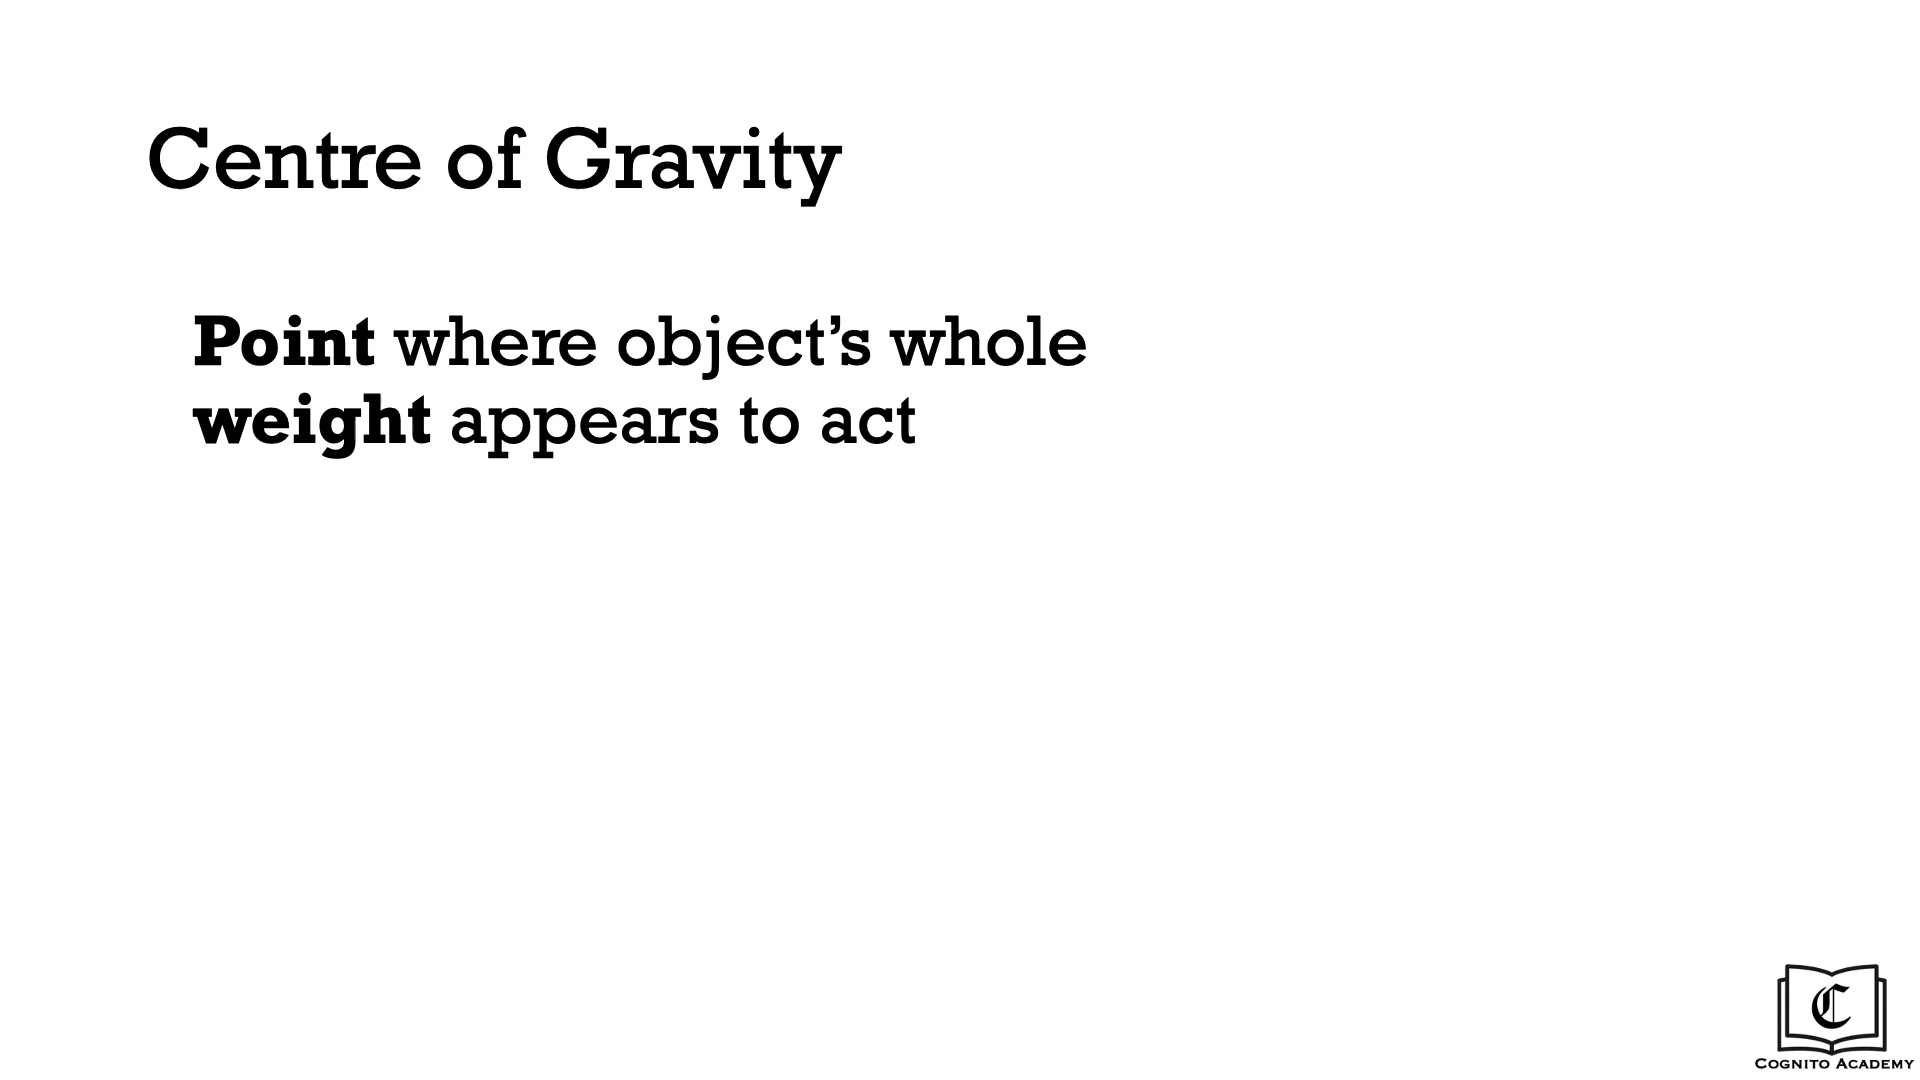 Centre of Gravity
Point where object’s whole
weight appears to act
C
COGNITO ACADEMY